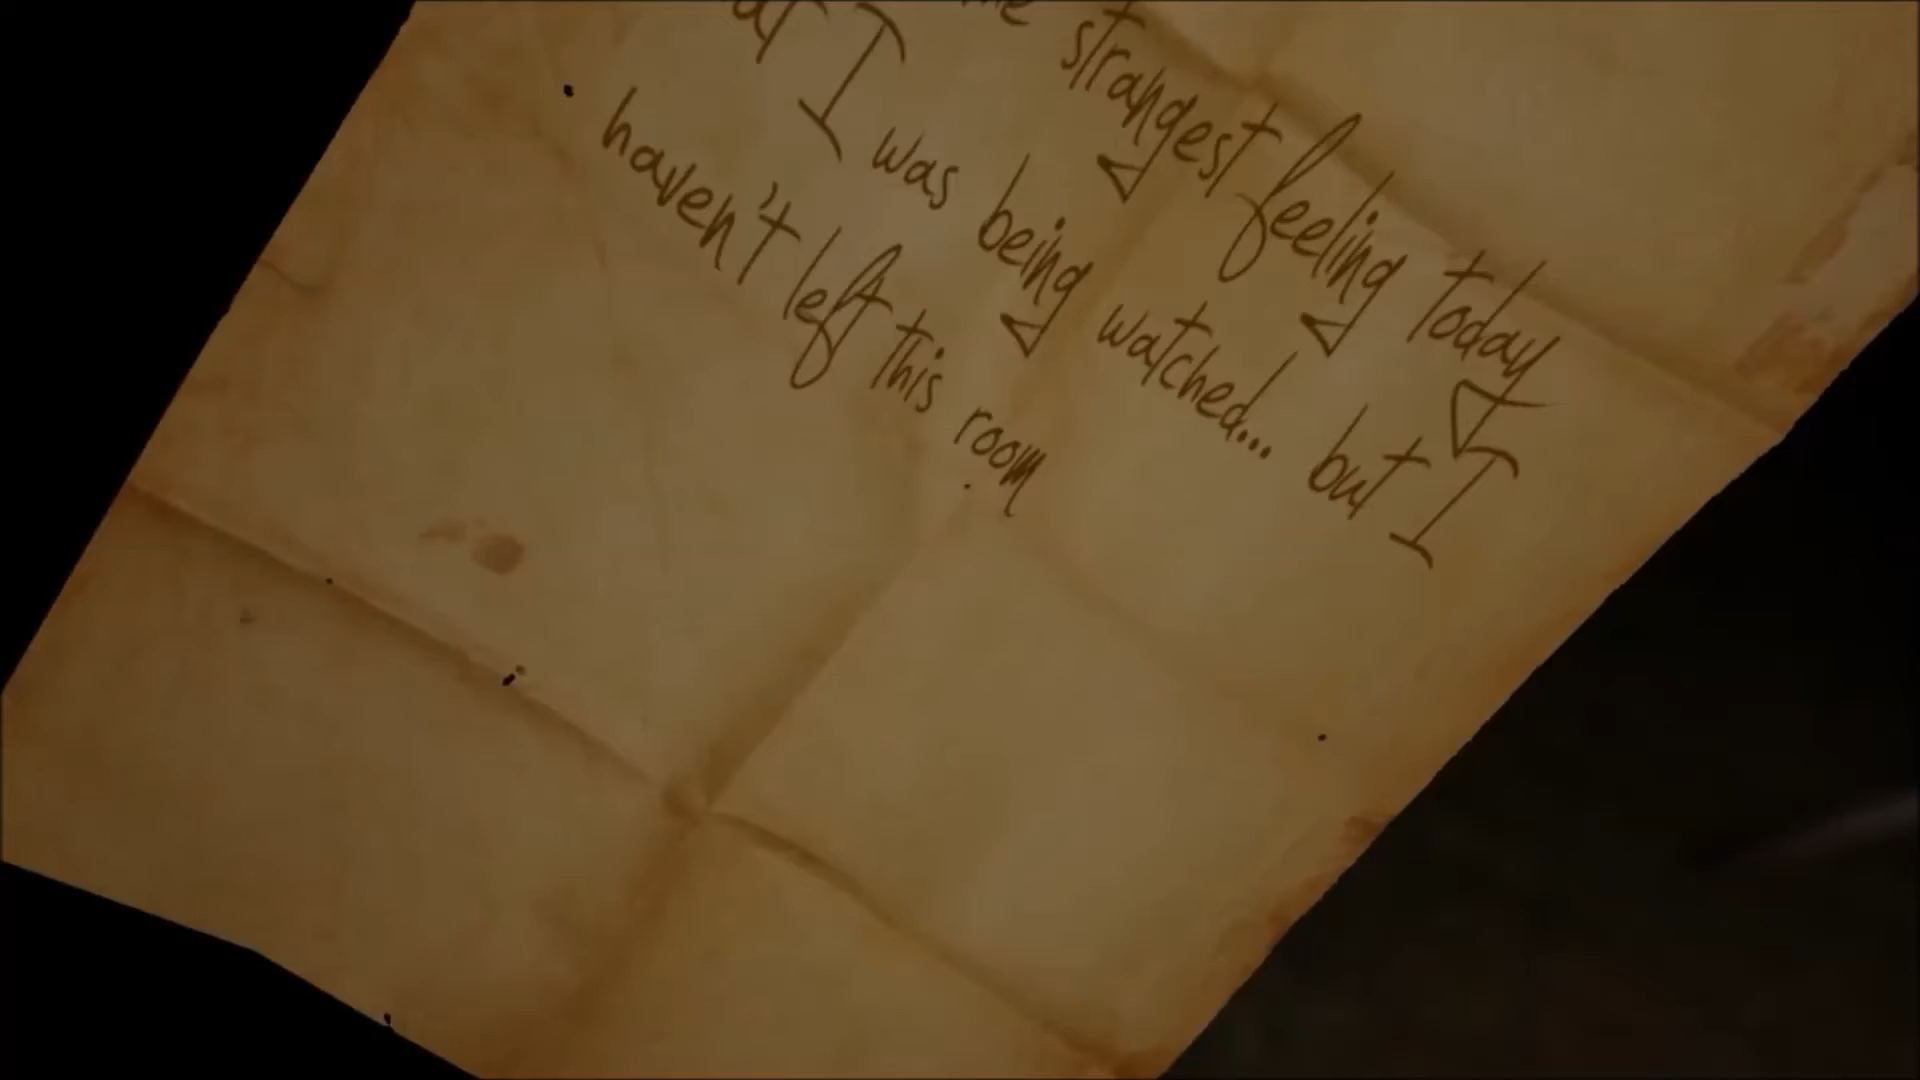 strangest feeling today
I was being watched... but I
haven't left this room